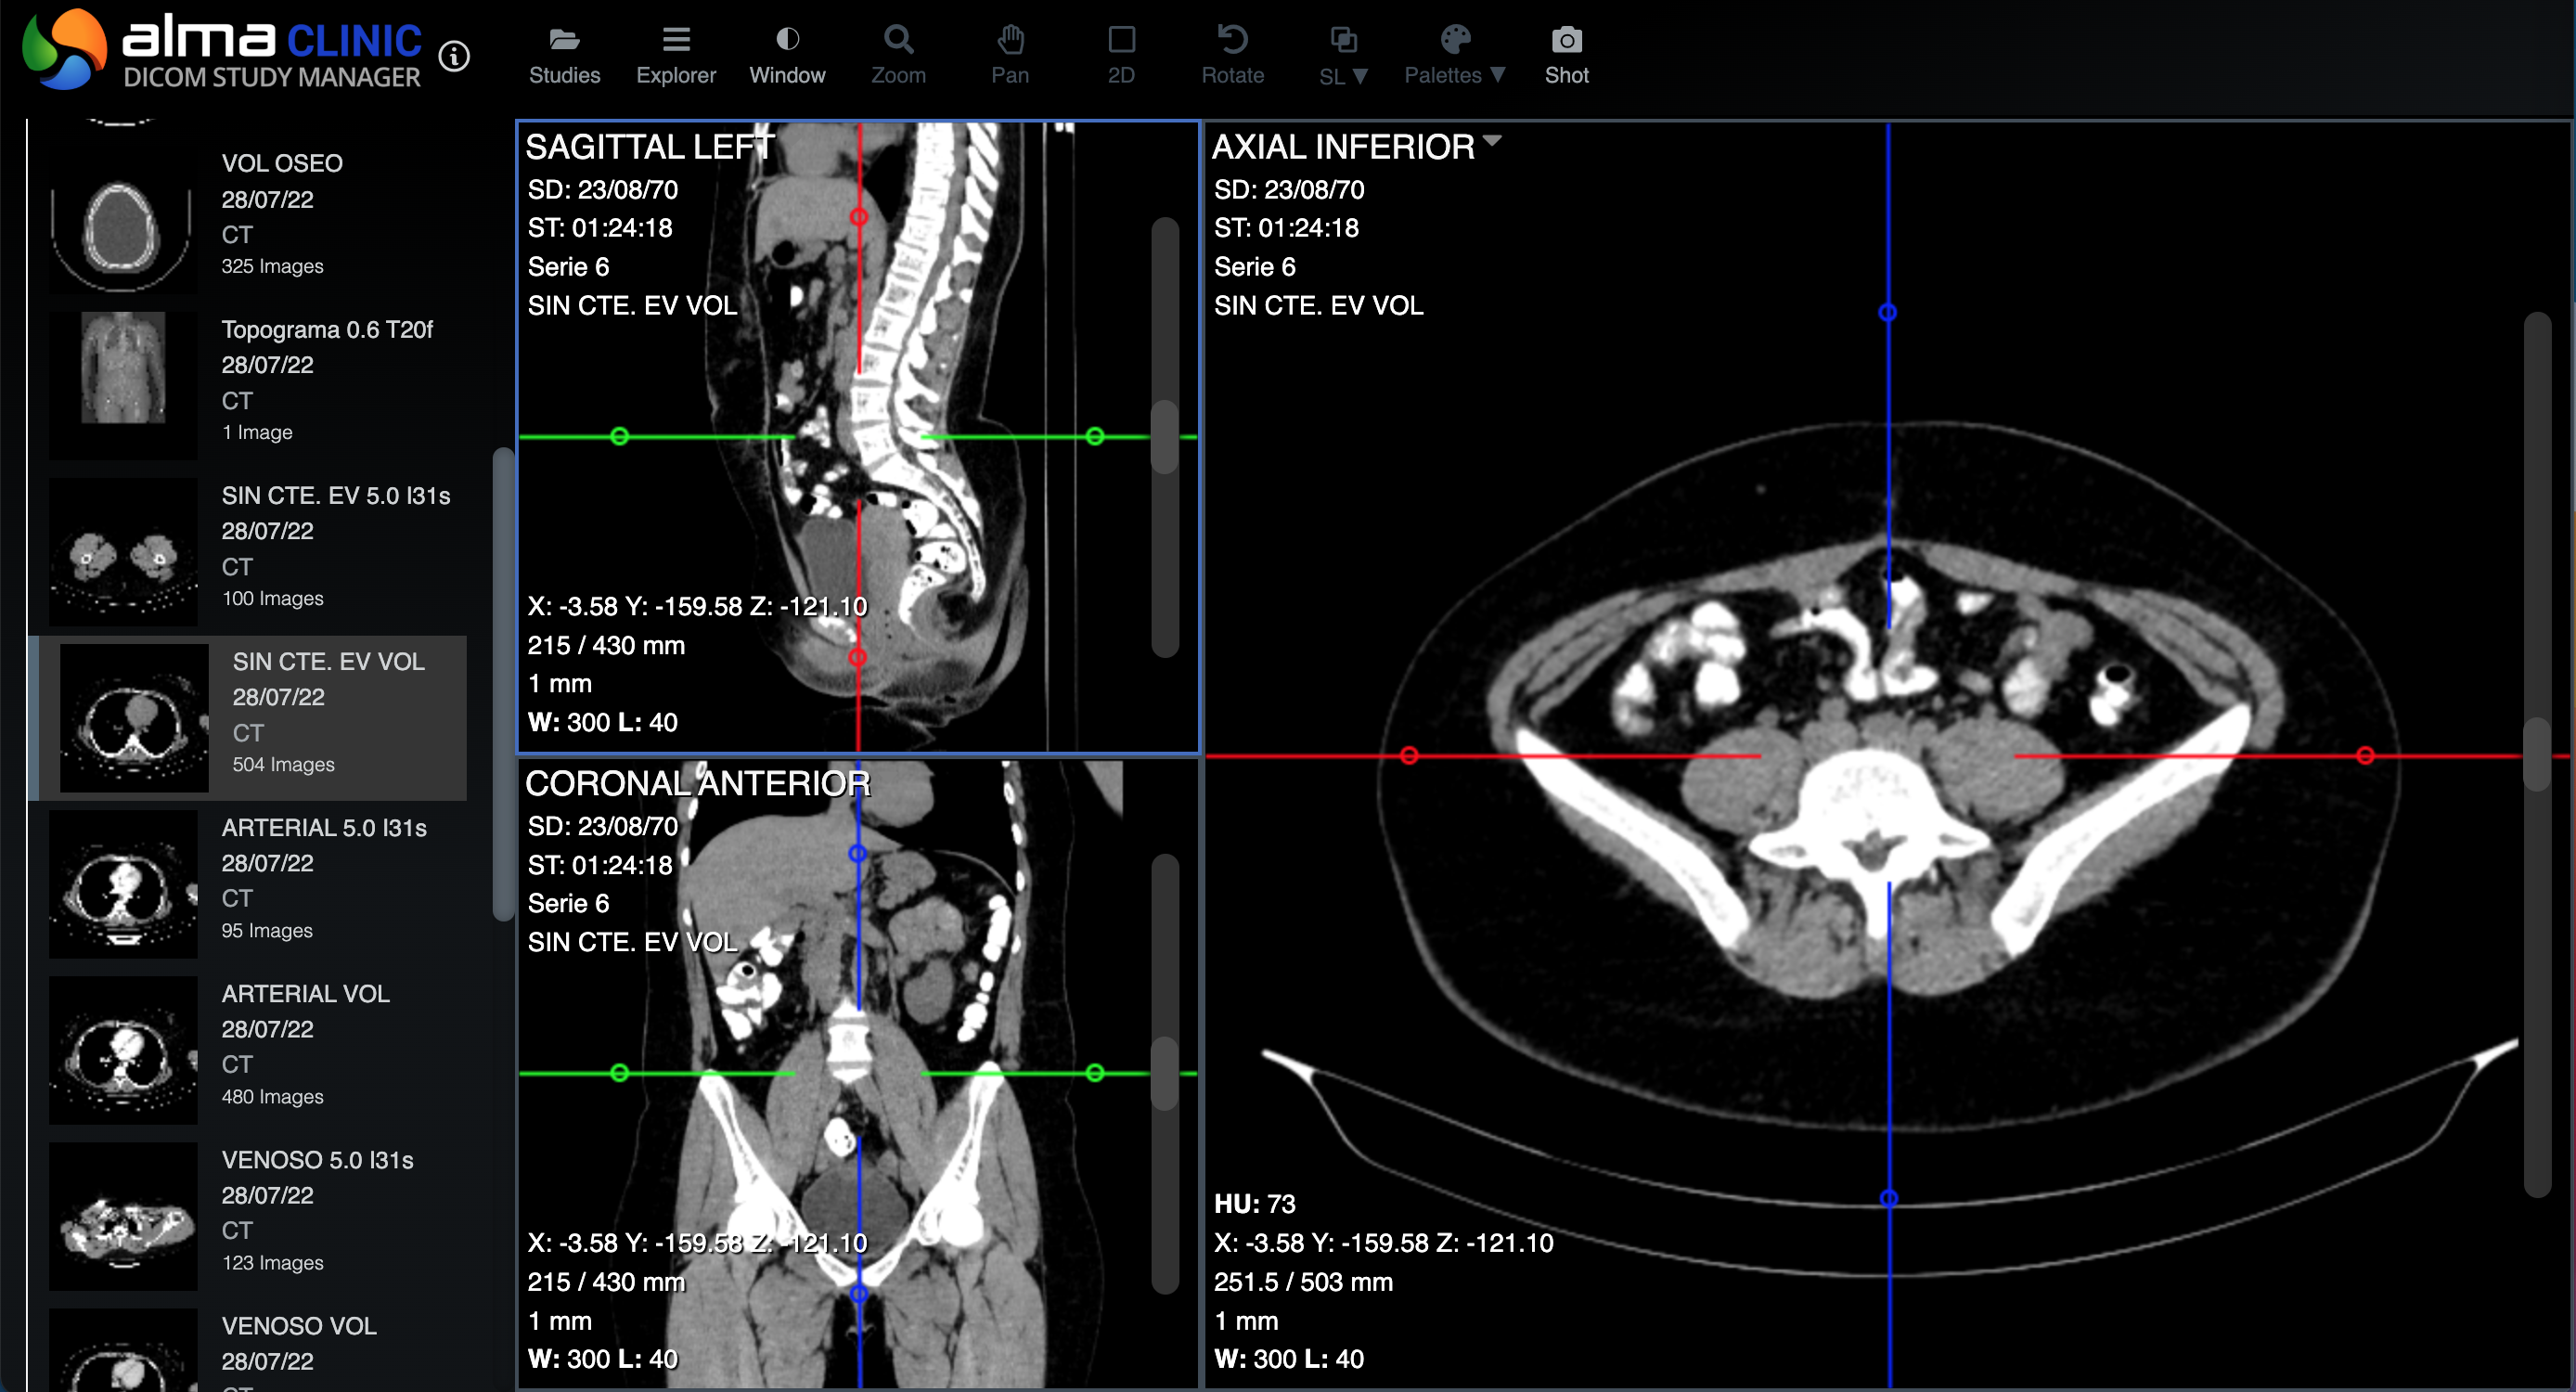 alma CLINIC
DICOM STUDY MANAGER
Studies
Explorer
Window
Zoom
Pan
2D
Rotate
SL ▼
Palettes ▼
Shot
VOL OSEO
28/07/22
CT
325 Images
Topograma 0.6 T20f
28/07/22
CT
1 Image
SIN CTE. EV 5.0 I31s
28/07/22
CT
100 Images
SIN CTE. EV VOL
28/07/22
CT
504 Images
ARTERIAL 5.0 I31s
28/07/22
CT
95 Images
ARTERIAL VOL
28/07/22
CT
480 Images
VENOSO 5.0 I31s
28/07/22
CT
123 Images
VENOSO VOL
28/07/22
CT
SAGITTAL LEFT
SD: 23/08/70
ST: 01:24:18
Serie 6
SIN CTE. EV VOL
X: -3.58 Y: -159.58 Z: -121.10
215 / 430 mm
1 mm
W: 300 L: 40
CORONAL ANTERIOR
SD: 23/08/70
ST: 01:24:18
Serie 6
SIN CTE. EV VOL
X: -3.58 Y: -159.58 Z: -121.10
215 / 430 mm
1 mm
W: 300 L: 40
AXIAL INFERIOR
SD: 23/08/70
ST: 01:24:18
Serie 6
SIN CTE. EV VOL
HU: 73
X: -3.58 Y: -159.58 Z: -121.10
251.5 / 503 mm
1 mm
W: 300 L: 40